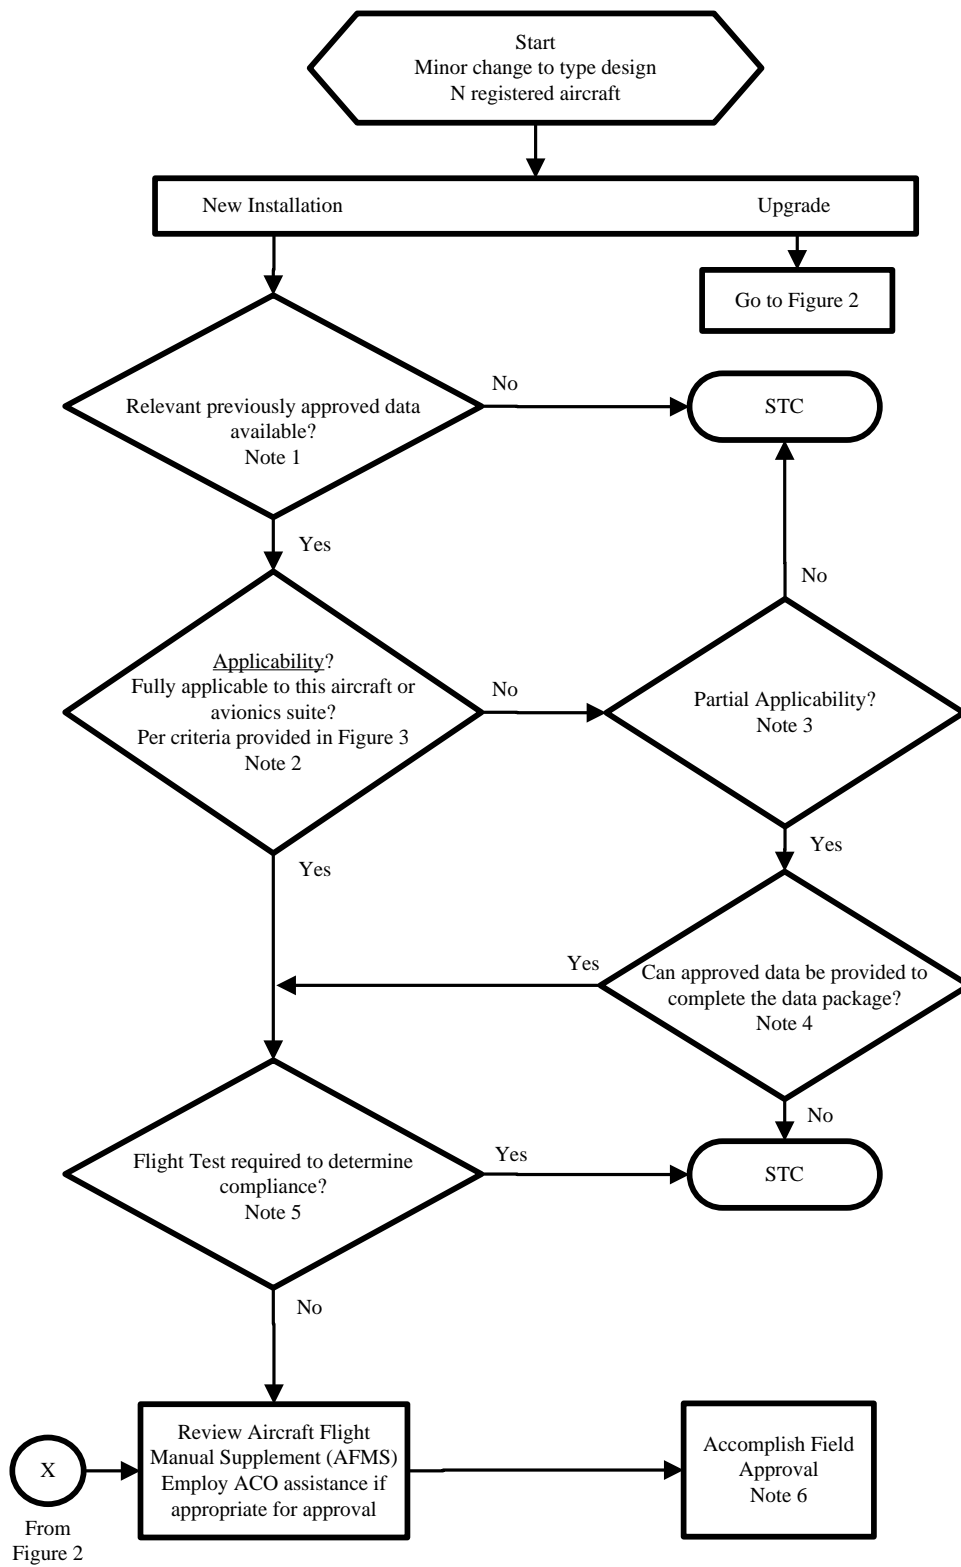 Start
Minor change to type design
N registered aircraft
New Installation
Upgrade
Go to Figure 2
Relevant previously approved data
available?
Note 1
No
STC
Yes
Applicability?
Fully applicable to this aircraft or
avionics suite?
Per criteria provided in Figure 3
Note 2
No
No
Partial Applicability?
Note 3
Yes
Yes
Can approved data be provided to
complete the data package?
Note 4
Yes
No
Flight Test required to determine
compliance?
Note 5
Yes
STC
No
Review Aircraft Flight
Manual Supplement (AFMS)
Employ ACO assistance if
appropriate for approval
Accomplish Field
Approval
Note 6
X
From
Figure 2